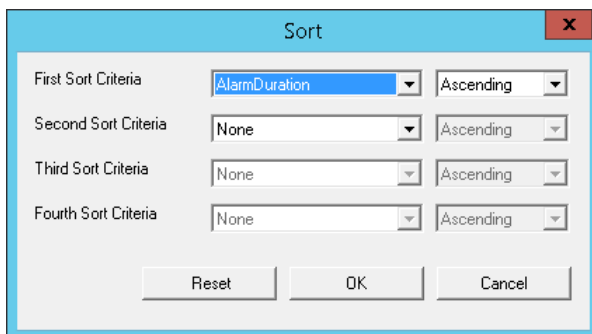 Sort
x
First Sort Criteria AlarmDuration Ascending
Second Sort Criteria None Ascending
Third Sort Criteria None Ascending
Fourth Sort Criteria None Ascending
Reset OK Cancel